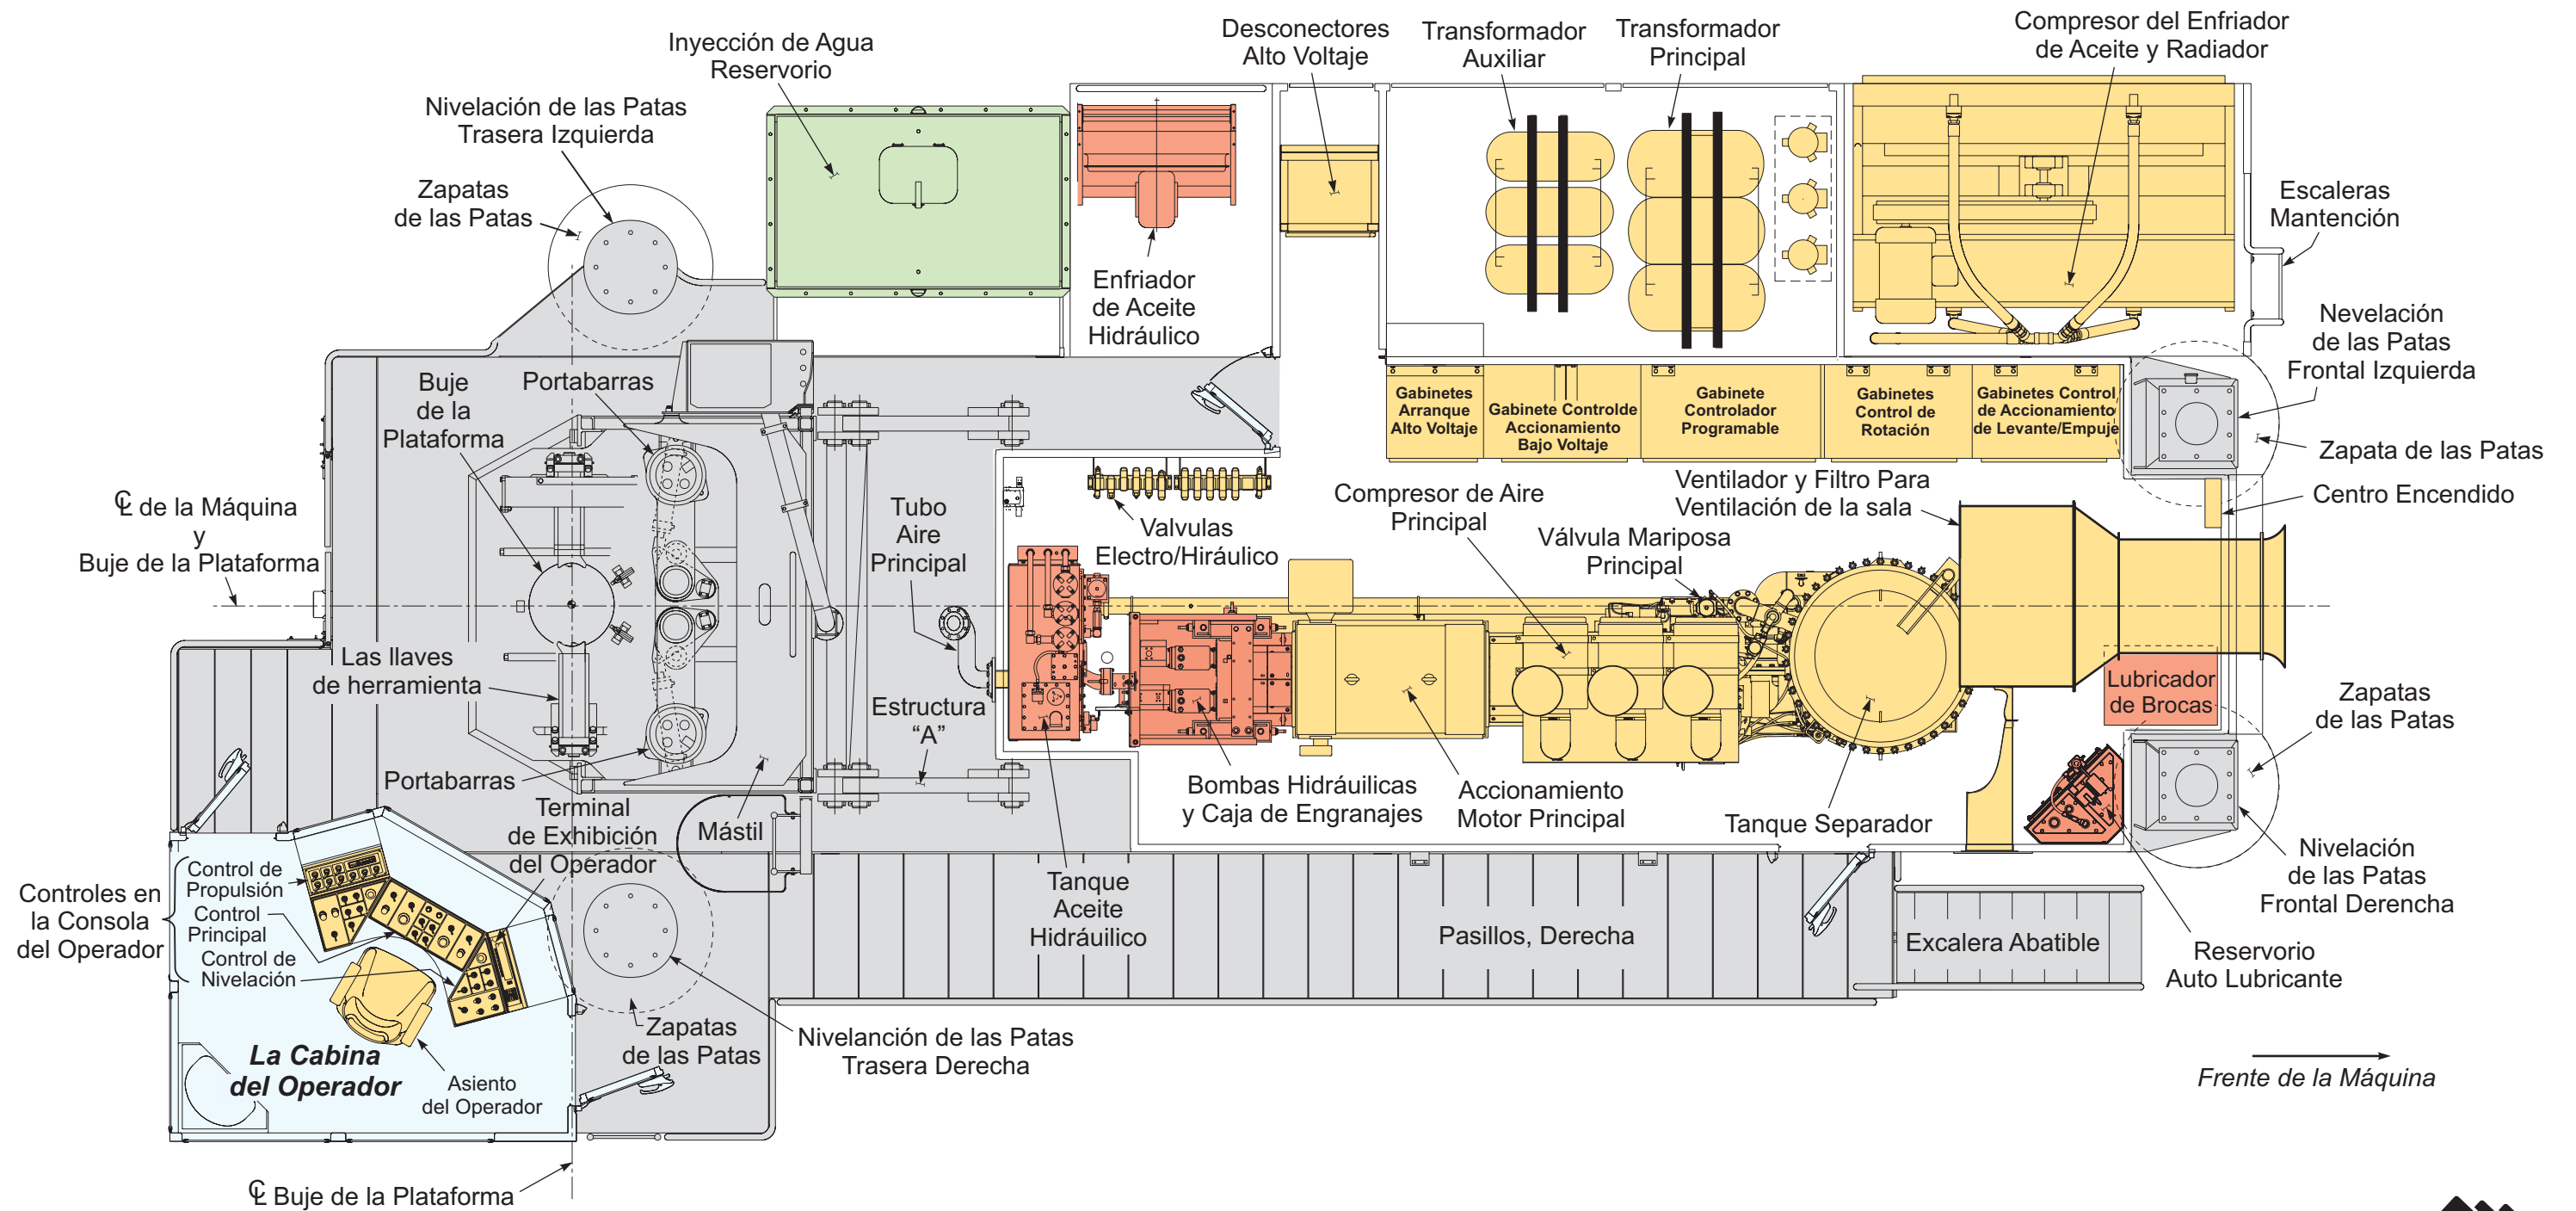 Inyección de Agua
Reservorio
Desconectores
Alto Voltaje
Transformador
Auxiliar
Transformador
Principal
Compresor del Enfriador
de Aceite y Radiador
Nivelación de las Patas
Trasera Izquierda
Zapatas
de las Patas
Escaleras
Mantención
Enfriador
de Aceite
Hidráulico
Nevelación
de las Patas
Frontal Izquierda
Buje
de la
Plataforma
Portabarras
Gabinetes
Arranque
Alto Voltaje
Gabinete Controlde
Accionamiento
Bajo Voltaje
Gabinete
Controlador
Programable
Gabinetes
Control de
Rotación
Gabinetes Control
de Accionamiento
de Levante/Empuje
Zapata de las Patas
Centro Encendido
℄ de la Máquina
y
Buje de la Plataforma
Tubo
Aire
Principal
Valvulas
Electro/Hiráulico
Compresor de Aire
Principal
Ventilador y Filtro Para
Ventilación de la sala
Válvula Mariposa
Principal
Las llaves
de herramienta
Estructura
“A”
Lubricador
de Brocas
Zapatas
de las Patas
Portabarras
Terminal
de Exhibición
del Operador
Mástil
Bombas Hidráuilicas
y Caja de Engranajes
Accionamiento
Motor Principal
Tanque Separador
Nivelación
de las Patas
Frontal Derencha
Controles en
la Consola
del Operador
Control de
Propulsión
Control
Principal
Control de
Nivelación
Tanque
Aceite
Hidráuilico
Pasillos, Derecha
Excalera Abatible
Reservorio
Auto Lubricante
La Cabina
del Operador
Asiento
del Operador
Zapatas
de las Patas
Nivelanción de las Patas
Trasera Derecha
Frente de la Máquina
℄ Buje de la Plataforma